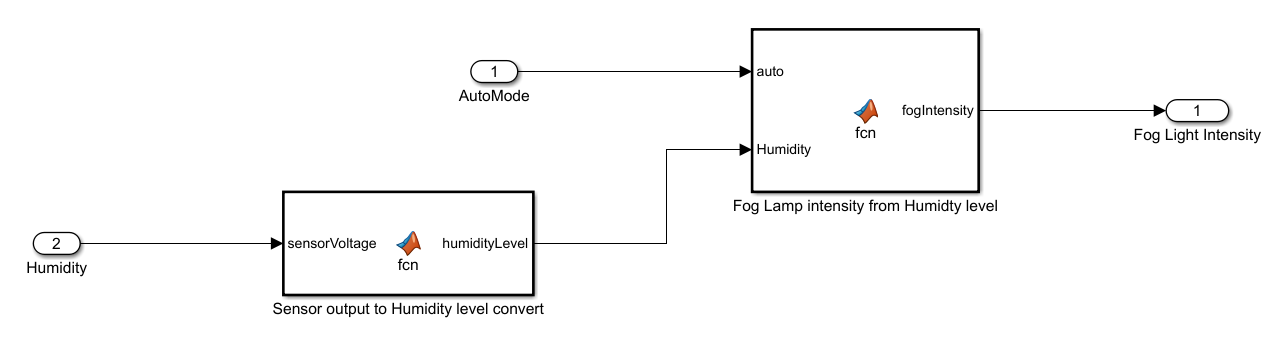 1
AutoMode
auto
Humidity
fcn
fogIntensity
Fog Lamp intensity from Humidty level
1
Fog Light Intensity
2
Humidity
sensorVoltage
fcn
humidityLevel
Sensor output to Humidity level convert